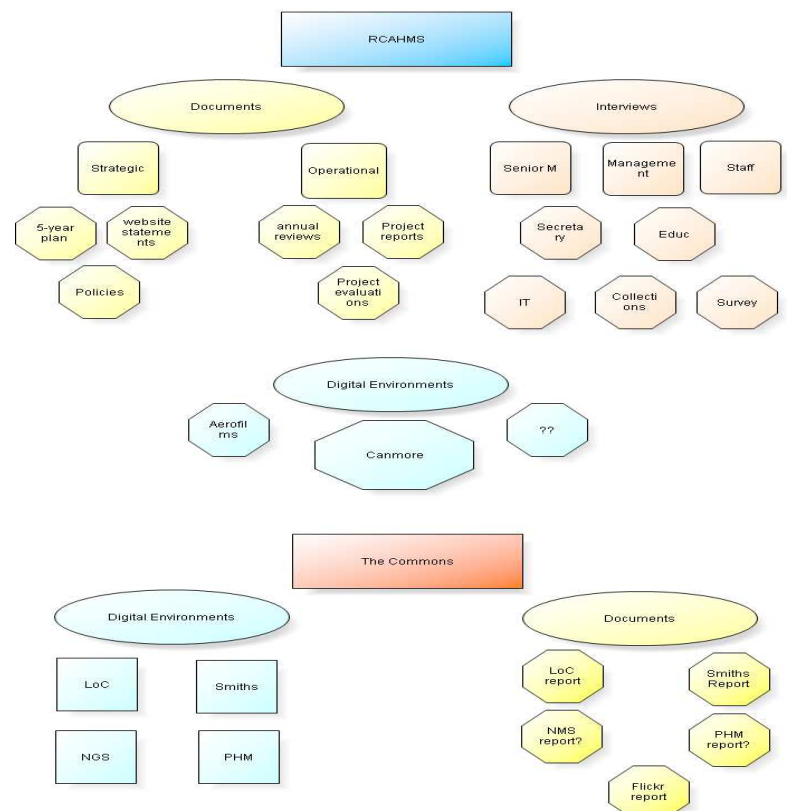 RCAHMS
Documents
Interviews
Strategic
Operational
Senior M
Manageme
nt
Staff
5-year
plan
website
stateme
nts
annual
reviews
Project
reports
Secreta
ry
Educ
Policies
Project
evaluati
ons
IT
Collecti
ons
Survey
Digital Environments
Aerofil
ms
Canmore
??
The Commons
Digital Environments
Documents
LoC
Smiths
LoC
report
Smiths
Report
NGS
PHM
NMS
report?
PHM
report?
Flickr
report